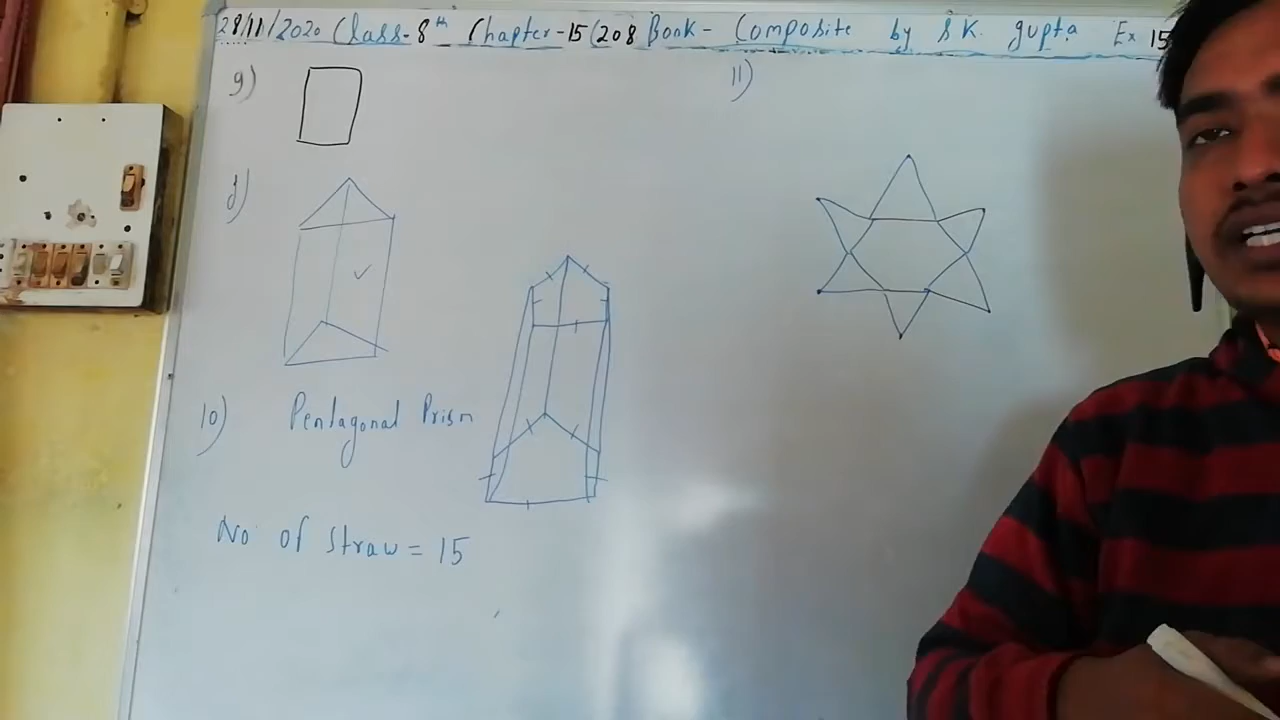 28/11/2020 Class-8th Chapter-15(208 Book- Composite by S.K. gupta Ex 15
9)
11)
d)
10) Pentagonal Prism
No of straw = 15